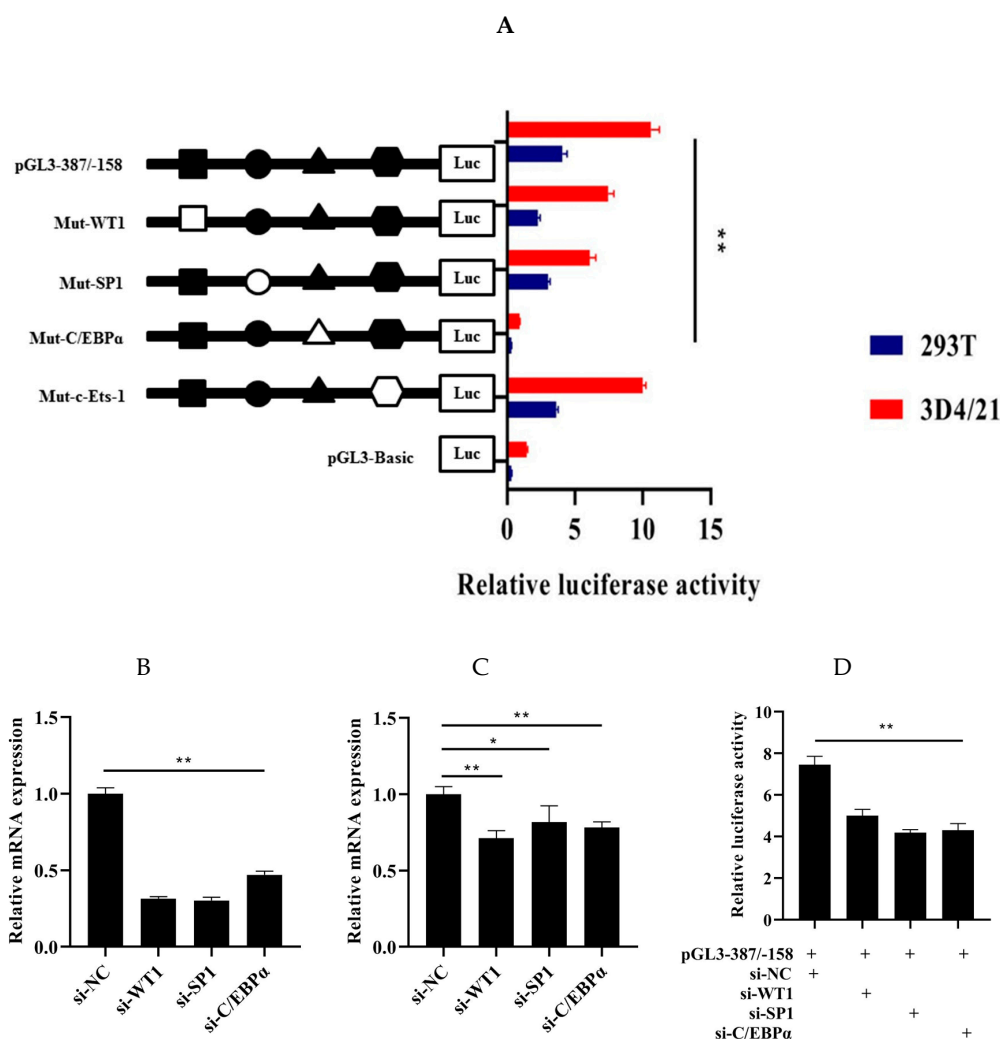 A
pGL3-387/-158
Luc
Mut-WT1
Luc
Mut-SP1
Luc
Mut-C/EBPα
Luc
Mut-c-Ets-1
Luc
pGL3-Basic
Luc
**
293T
3D4/21
0 5 10 15
Relative luciferase activity
B
Relative mRNA expression
1.5
1.0
0.5
0.0
**
si-NC
si-WT1
si-SP1
si-C/EBPα
C
Relative mRNA expression
1.5
1.0
0.5
0.0
**
*
**
si-NC
si-WT1
si-SP1
si-C/EBPα
D
Relative luciferase activity
10
8
6
4
2
0
**
pGL3-387/-158 + + + +
si-NC +
si-WT1 +
si-SP1 +
si-C/EBPα +